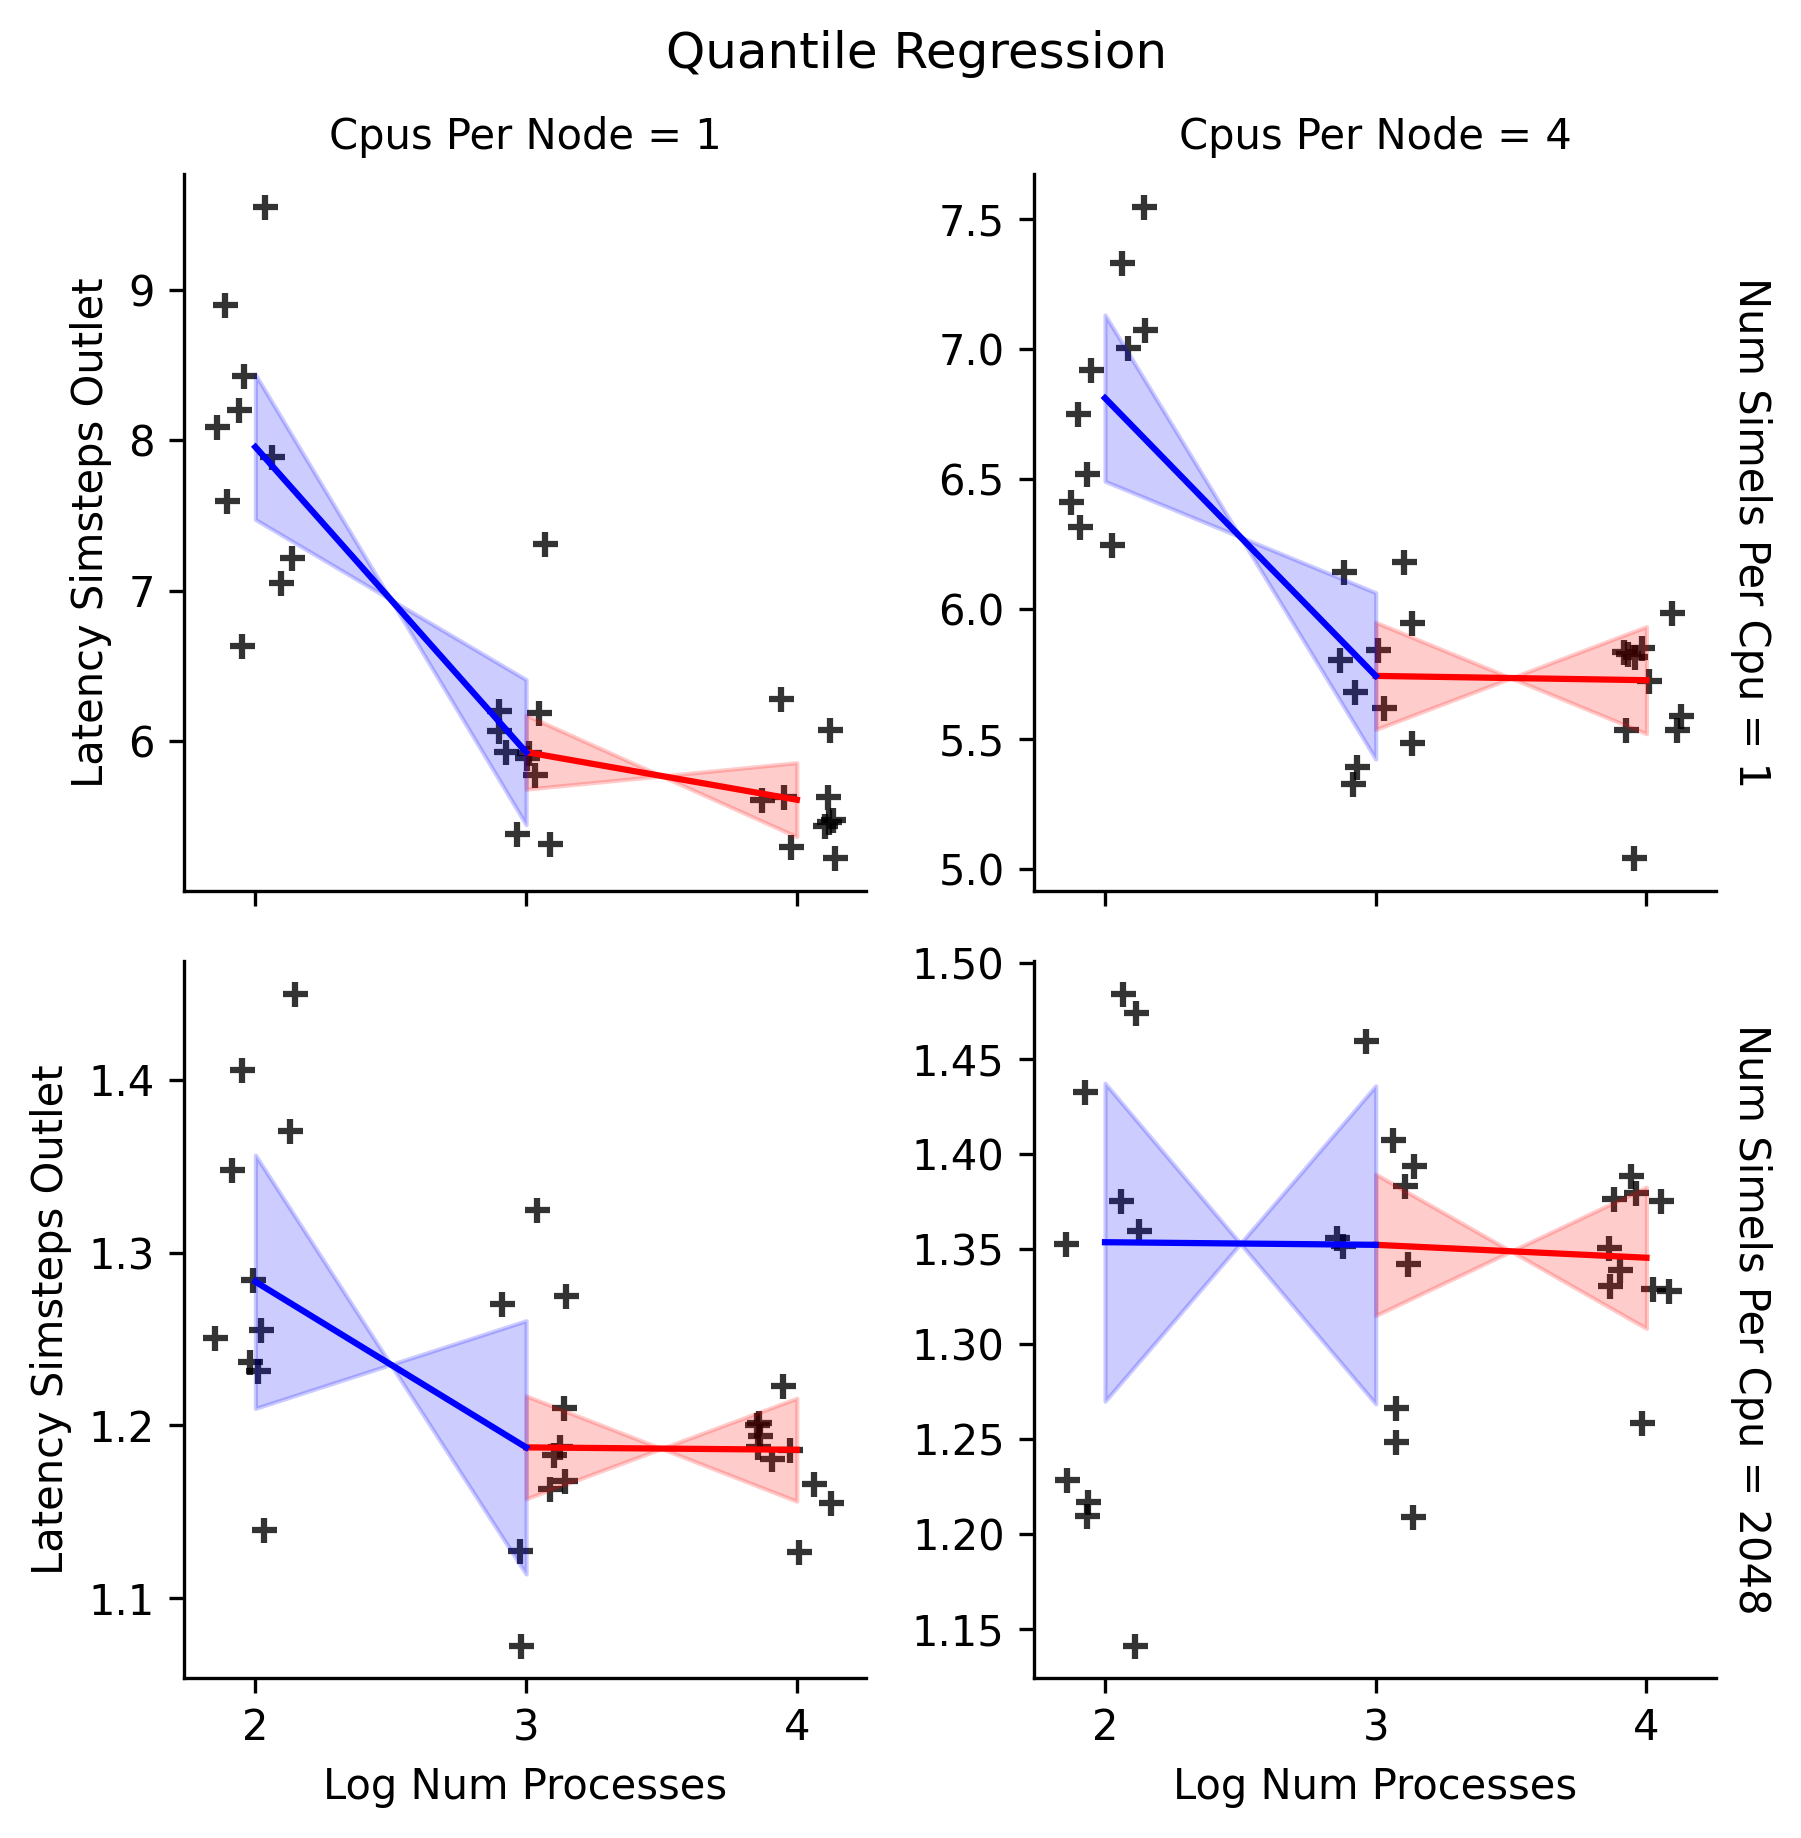 Quantile Regression
Cpus Per Node = 1
Cpus Per Node = 4
Latency Simsteps Outlet
9
8
7
6
7.5
7.0
6.5
6.0
5.5
5.0
Num Simels Per Cpu = 1
Latency Simsteps Outlet
1.4
1.3
1.2
1.1
1.50
1.45
1.40
1.35
1.30
1.25
1.20
1.15
Num Simels Per Cpu = 2048
2 3 4
2 3 4
Log Num Processes
Log Num Processes